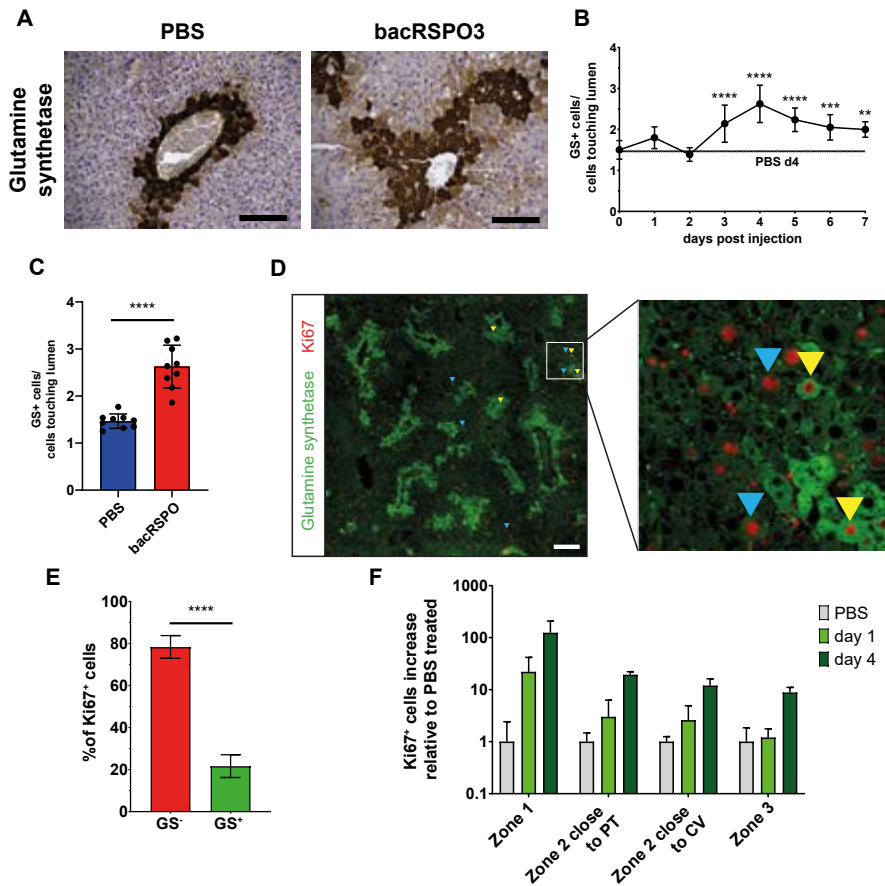 A
PBS
bacRSPO3
Glutamine
synthetase
B
GS+ cells/
cells touching lumen
4
3
2
1
0
****
****
****
***
**
PBS d4
0 1 2 3 4 5 6 7
days post injection
C
GS+ cells/
cells touching lumen
4
3
2
1
0
****
PBS
bacRSPO
D
Glutamine synthetase Ki67
E
%of Ki67⁺ cells
100
80
60
40
20
0
****
GS⁻
GS⁺
F
Ki67⁺ cells increase
relative to PBS treated
1000
100
10
1
0.1
Zone 1
Zone 2 close
to PT
Zone 2 close
to CV
Zone 3
PBS
day 1
day 4